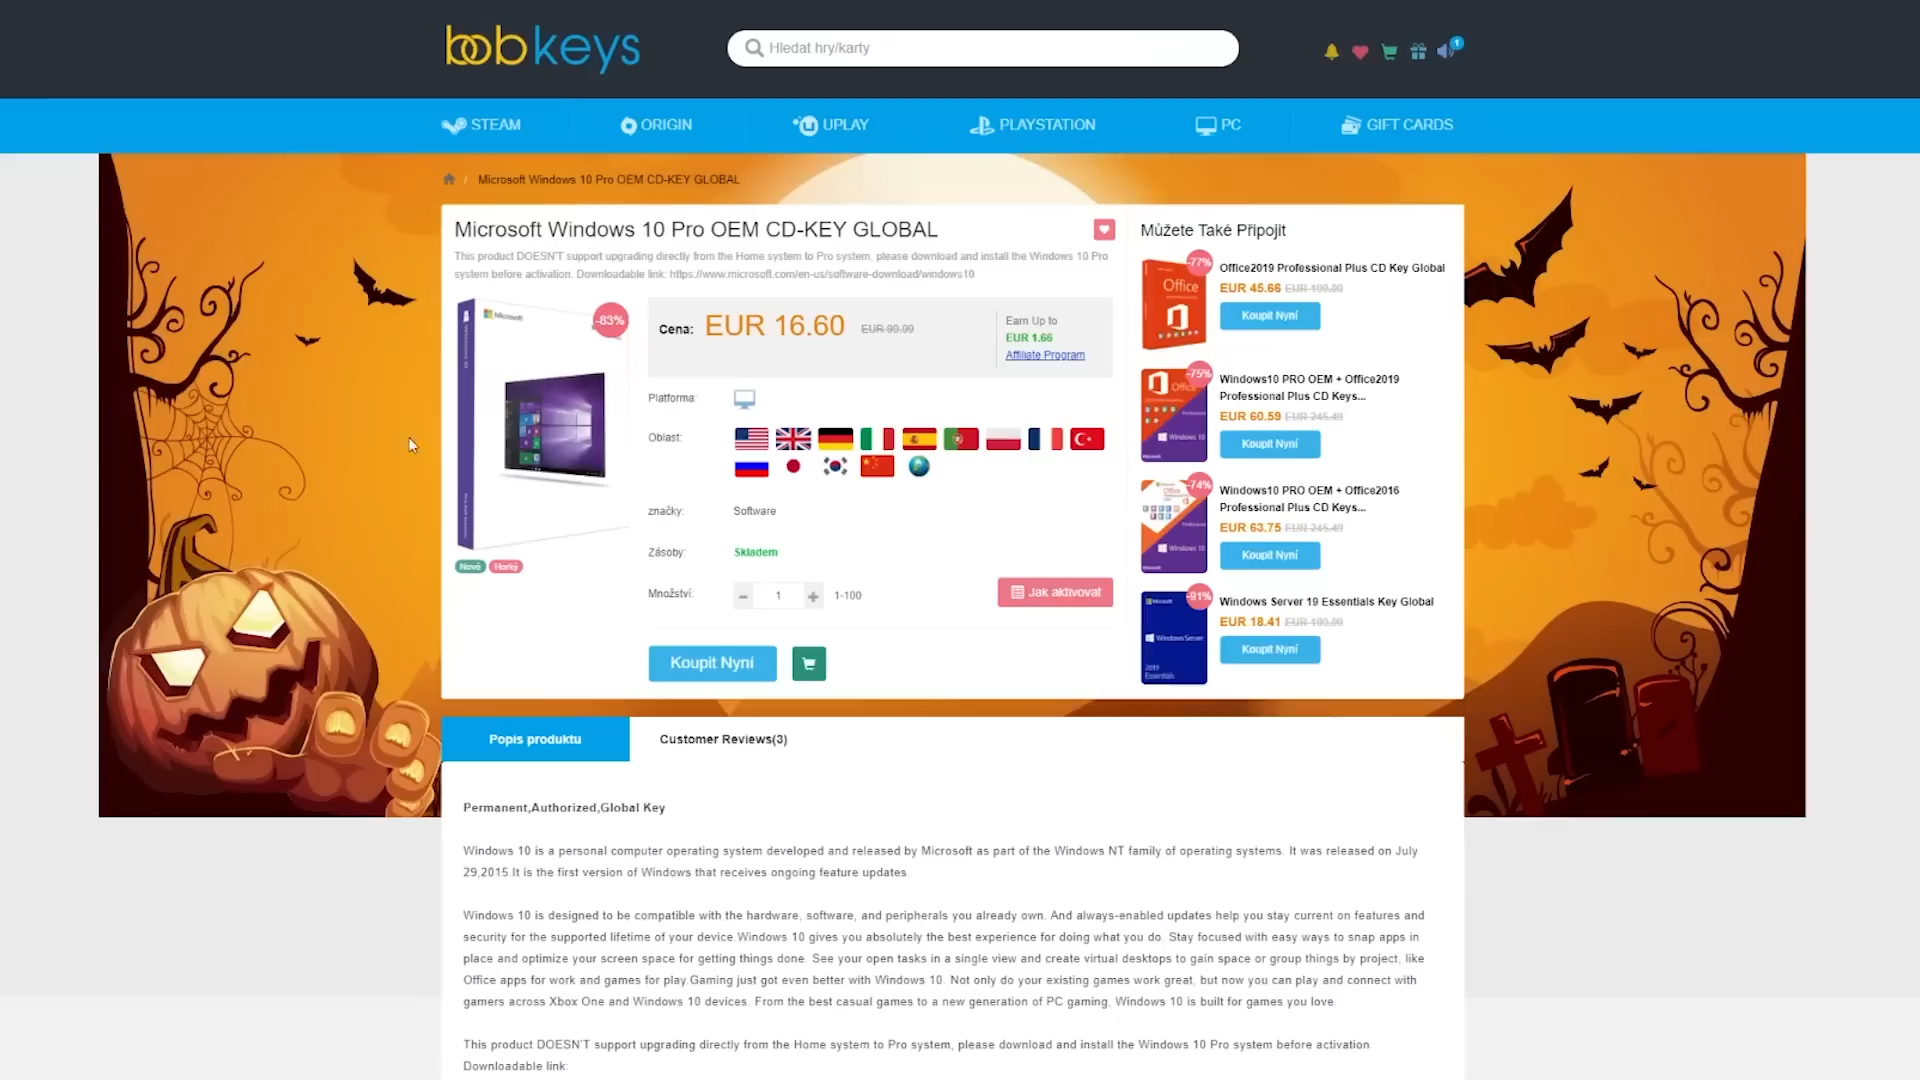 bobkeys
Hledat hry/karty
1
STEAM
ORIGIN
UPLAY
PLAYSTATION
PC
GIFT CARDS
/ Microsoft Windows 10 Pro OEM CD-KEY GLOBAL
Microsoft Windows 10 Pro OEM CD-KEY GLOBAL
This product DOESN'T support upgrading directly from the Home system to Pro system, please download and install the Windows 10 Pro
system before activation. Downloadable link: https://www.microsoft.com/en-us/software-download/windows10
Microsoft
-83%
Nové
Horký
Cena: EUR 16.60 EUR 99.99
Earn Up to
EUR 1.66
Affiliate Program
Platforma:
Oblast:
značky: Software
Zásoby: Skladem
Množství: − 1 + 1-100
Jak aktivovat
Koupit Nyní
Můžete Také Připojit
-77%
Office
Office2019 Professional Plus CD Key Global
EUR 45.66 EUR 199.00
Koupit Nyní
-75%
Office
Windows 10
Windows10 PRO OEM + Office2019
Professional Plus CD Keys...
EUR 60.59 EUR 245.49
Koupit Nyní
-74%
Office
Windows 10
Windows10 PRO OEM + Office2016
Professional Plus CD Keys...
EUR 63.75 EUR 245.49
Koupit Nyní
-91%
Microsoft
Windows Server
2019
Essentials
Windows Server 19 Essentials Key Global
EUR 18.41 EUR 199.99
Koupit Nyní
Popis produktu
Customer Reviews(3)
Permanent,Authorized,Global Key
Windows 10 is a personal computer operating system developed and released by Microsoft as part of the Windows NT family of operating systems. It was released on July
29,2015.It is the first version of Windows that receives ongoing feature updates.
Windows 10 is designed to be compatible with the hardware, software, and peripherals you already own. And always-enabled updates help you stay current on features and
security for the supported lifetime of your device.Windows 10 gives you absolutely the best experience for doing what you do. Stay focused with easy ways to snap apps in
place and optimize your screen space for getting things done. See your open tasks in a single view and create virtual desktops to gain space or group things by project, like
Office apps for work and games for play.Gaming just got even better with Windows 10. Not only do your existing games work great, but now you can play and connect with
gamers across Xbox One and Windows 10 devices. From the best casual games to a new generation of PC gaming, Windows 10 is built for games you love.
This product DOESN'T support upgrading directly from the Home system to Pro system, please download and install the Windows 10 Pro system before activation.
Downloadable link: